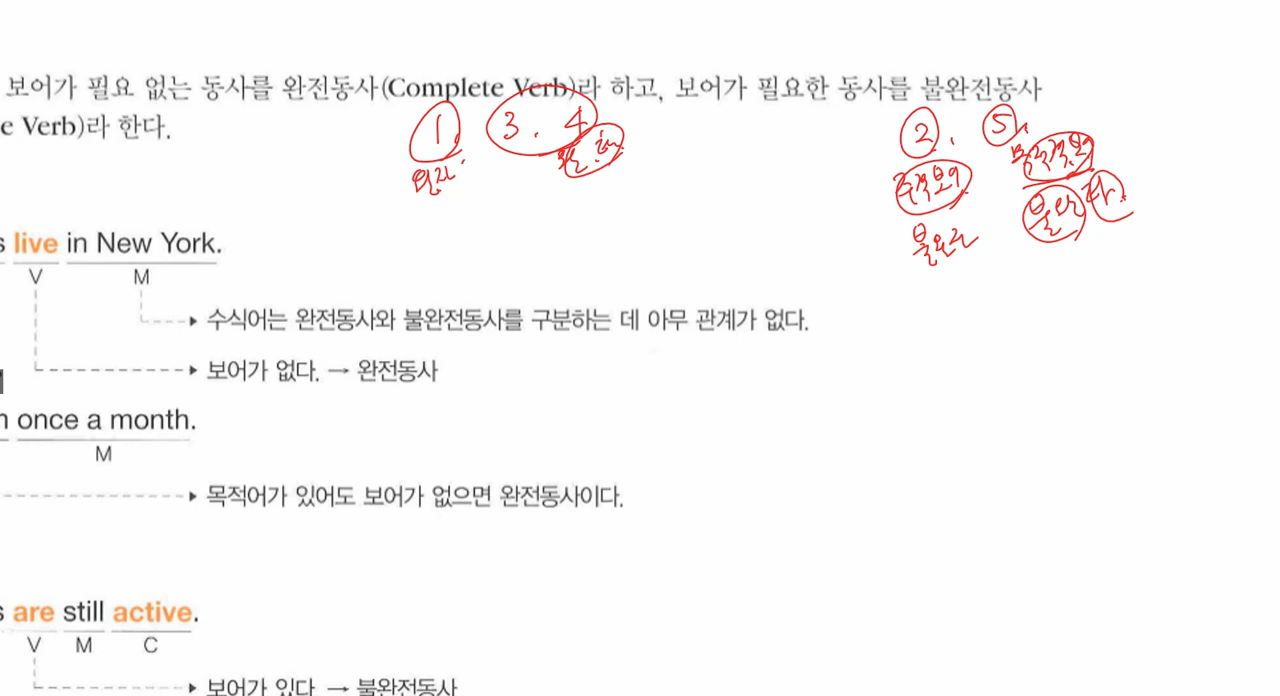 보어가 필요 없는 동사를 완전동사(Complete Verb)라 하고, 보어가 필요한 동사를 불완전동사
e Verb)라 한다.
1. 3. 4
2. 5.
주격보어 목적격보어
불완자
s live in New York.
V M
수식어는 완전동사와 불완전동사를 구분하는 데 아무 관계가 없다.
보어가 없다. → 완전동사
n once a month.
M
목적어가 있어도 보어가 없으면 완전동사이다.
s are still active.
V M C
보어가 있다. → 불완전동사